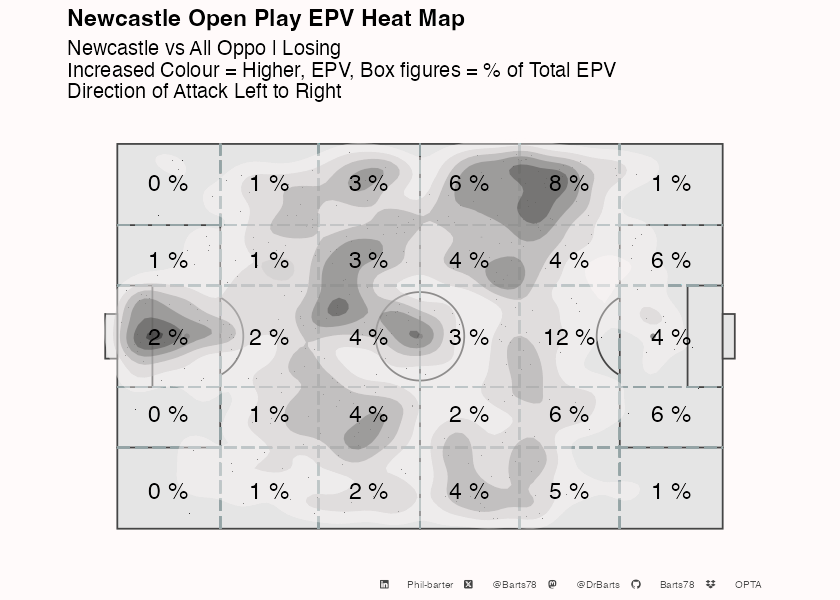 Newcastle Open Play EPV Heat Map
Newcastle vs All Oppo | Losing
Increased Colour = Higher, EPV, Box figures = % of Total EPV
Direction of Attack Left to Right
0 % 1 % 3 % 6 % 8 % 1 %
1 % 1 % 3 % 4 % 4 % 6 %
2 % 2 % 4 % 3 % 12 % 4 %
0 % 1 % 4 % 2 % 6 % 6 %
0 % 1 % 2 % 4 % 5 % 1 %
Phil-barter @Barts78 @DrBarts Barts78 OPTA